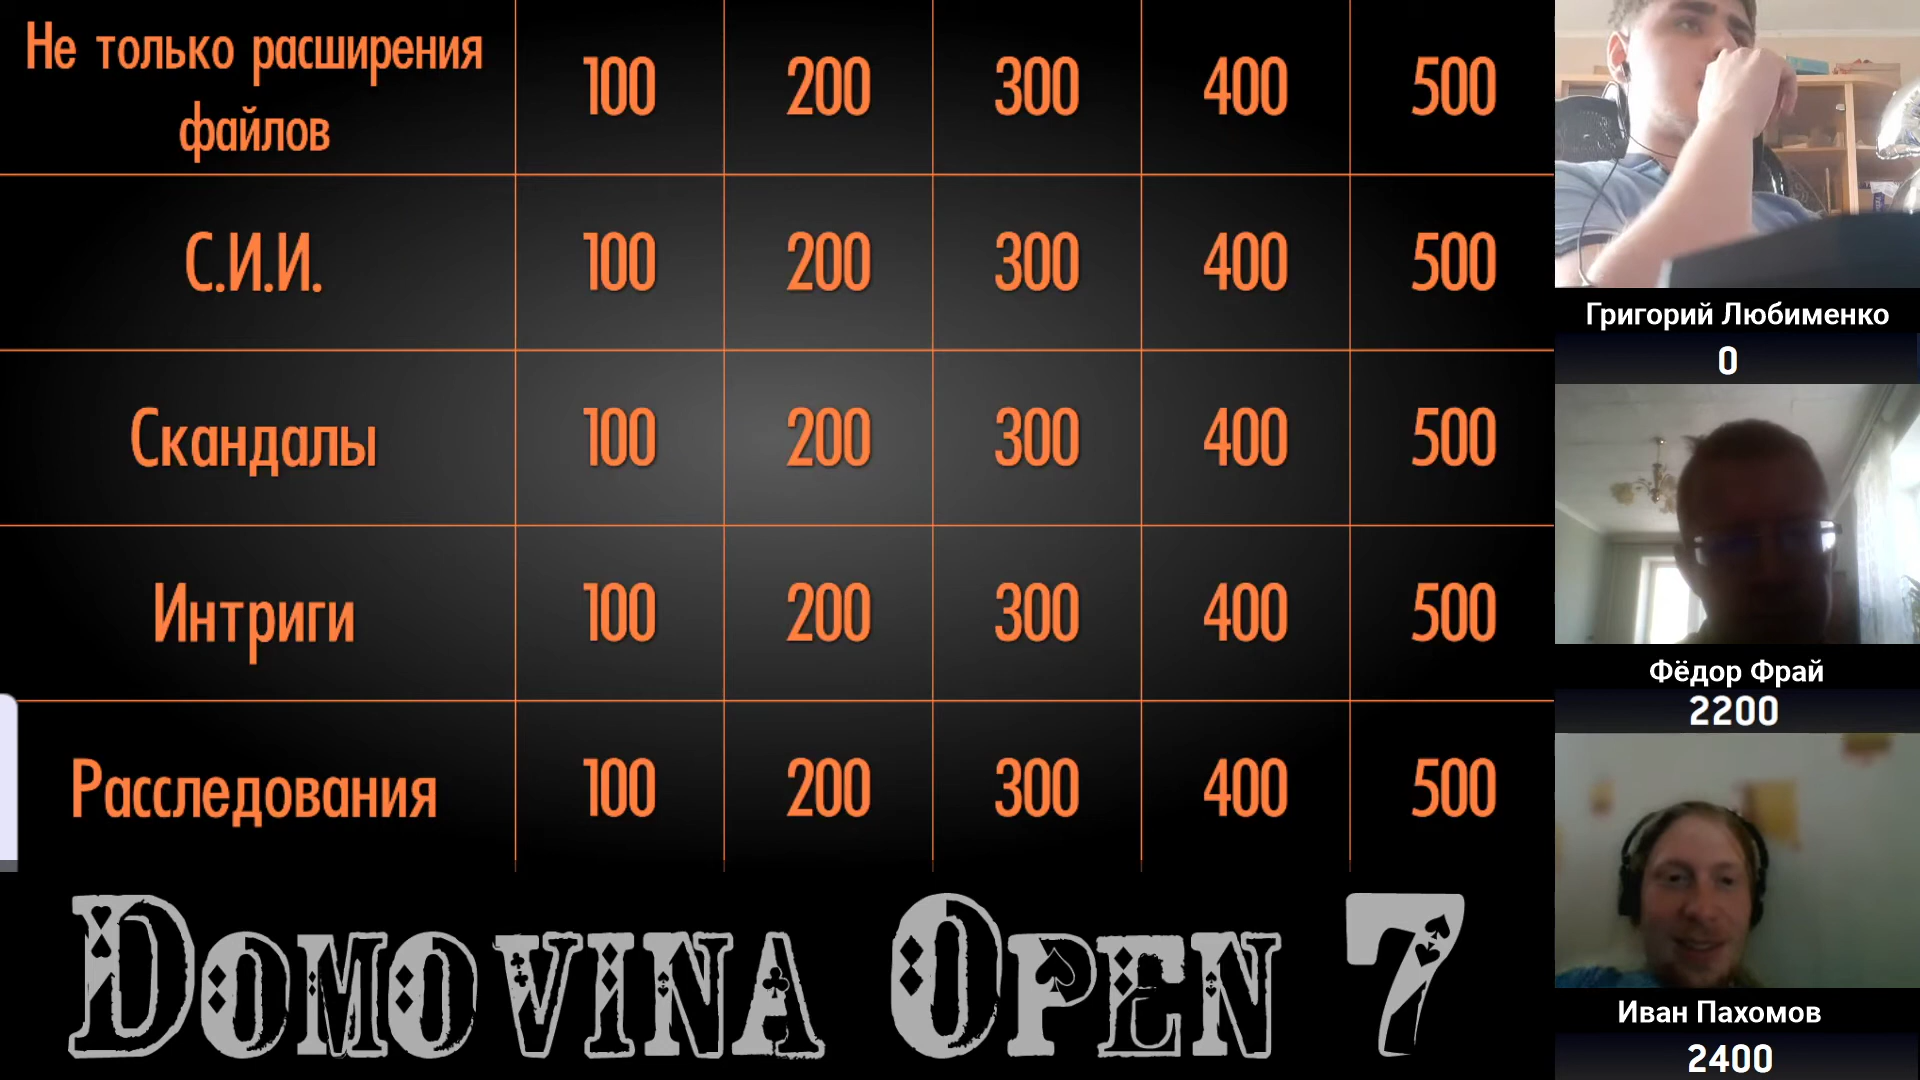 Не только расширения
файлов
100 200 300 400 500
С.И.И.
100 200 300 400 500
Скандалы
100 200 300 400 500
Интриги
100 200 300 400 500
Расследования
100 200 300 400 500
Domovina Open 7
Григорий Любименко
0
Фёдор Фрай
2200
Иван Пахомов
2400